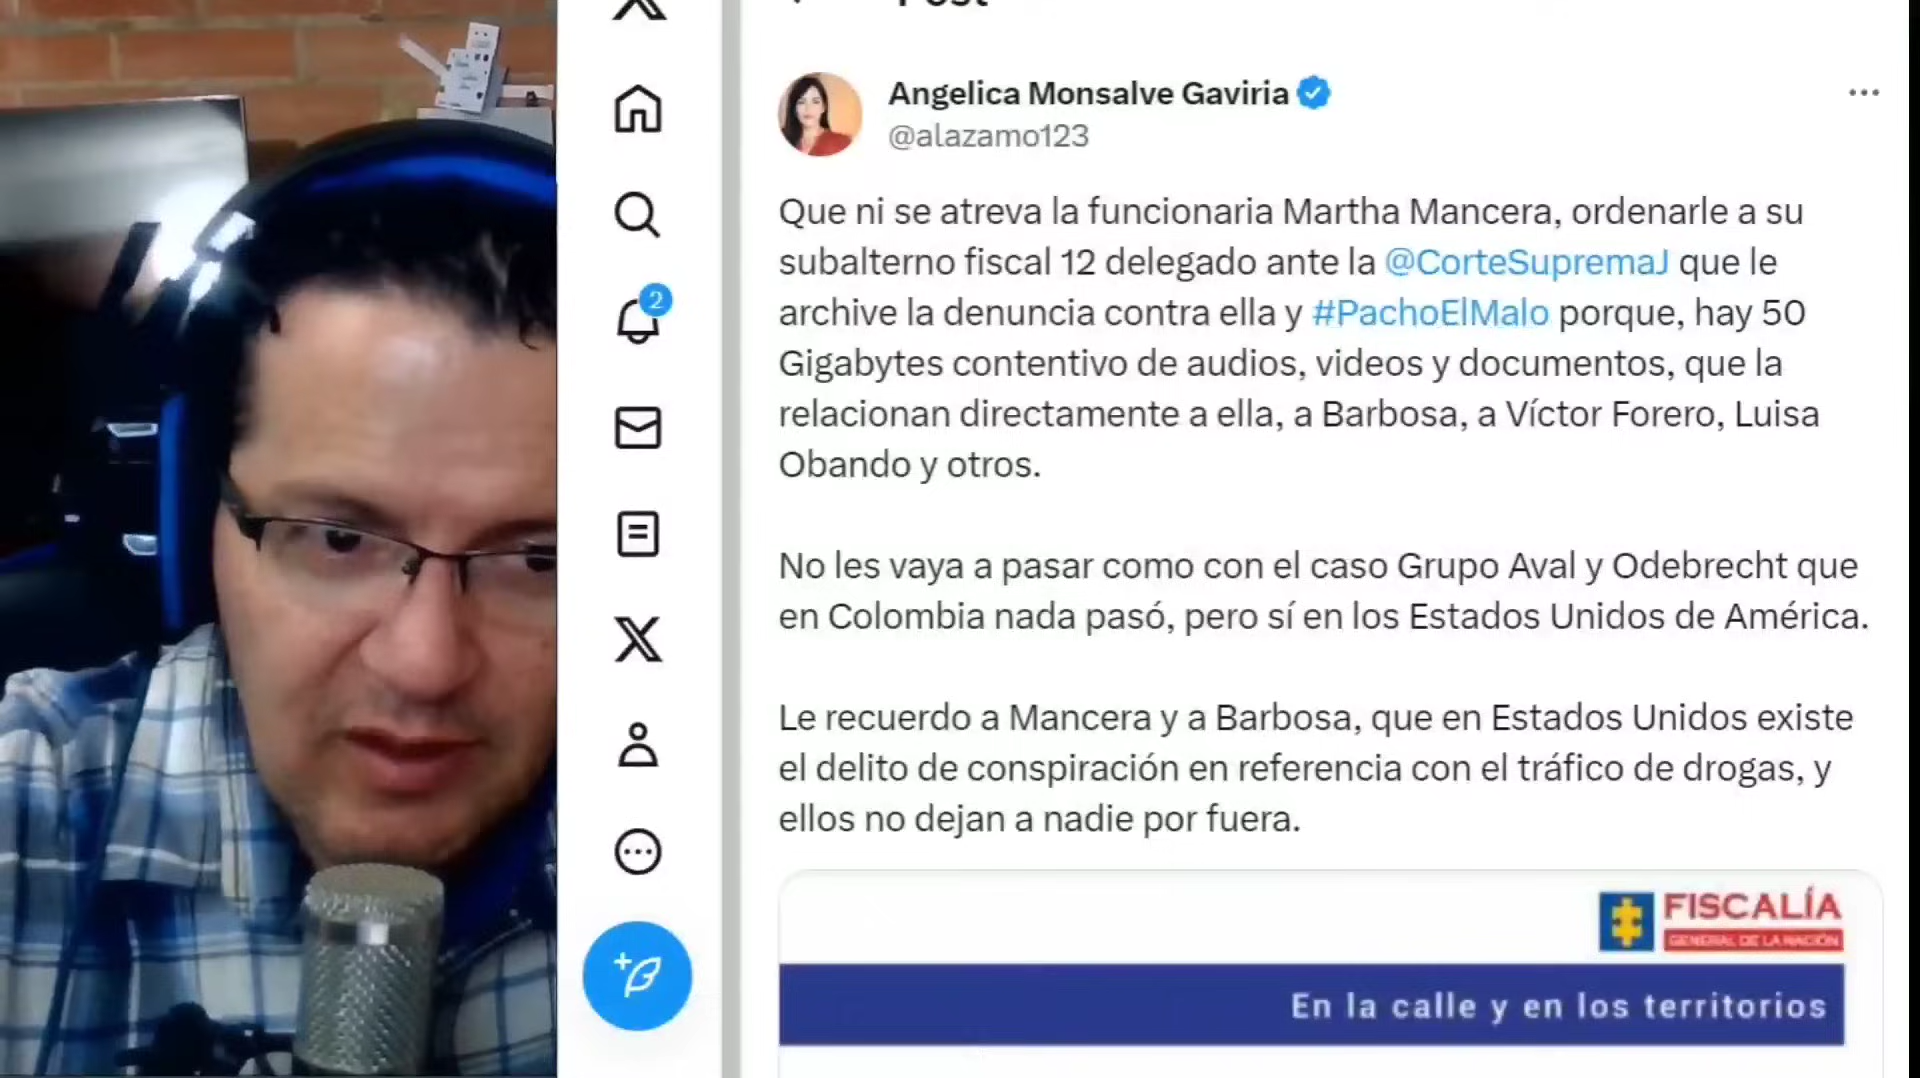 Post
Angelica Monsalve Gaviria
@alazamo123
Que ni se atreva la funcionaria Martha Mancera, ordenarle a su
subalterno fiscal 12 delegado ante la @CorteSupremaJ que le
archive la denuncia contra ella y #PachoElMalo porque, hay 50
Gigabytes contentivo de audios, videos y documentos, que la
relacionan directamente a ella, a Barbosa, a Víctor Forero, Luisa
Obando y otros.
No les vaya a pasar como con el caso Grupo Aval y Odebrecht que
en Colombia nada pasó, pero sí en los Estados Unidos de América.
Le recuerdo a Mancera y a Barbosa, que en Estados Unidos existe
el delito de conspiración en referencia con el tráfico de drogas, y
ellos no dejan a nadie por fuera.
2
FISCALÍA
GENERAL DE LA NACIÓN
En la calle y en los territorios